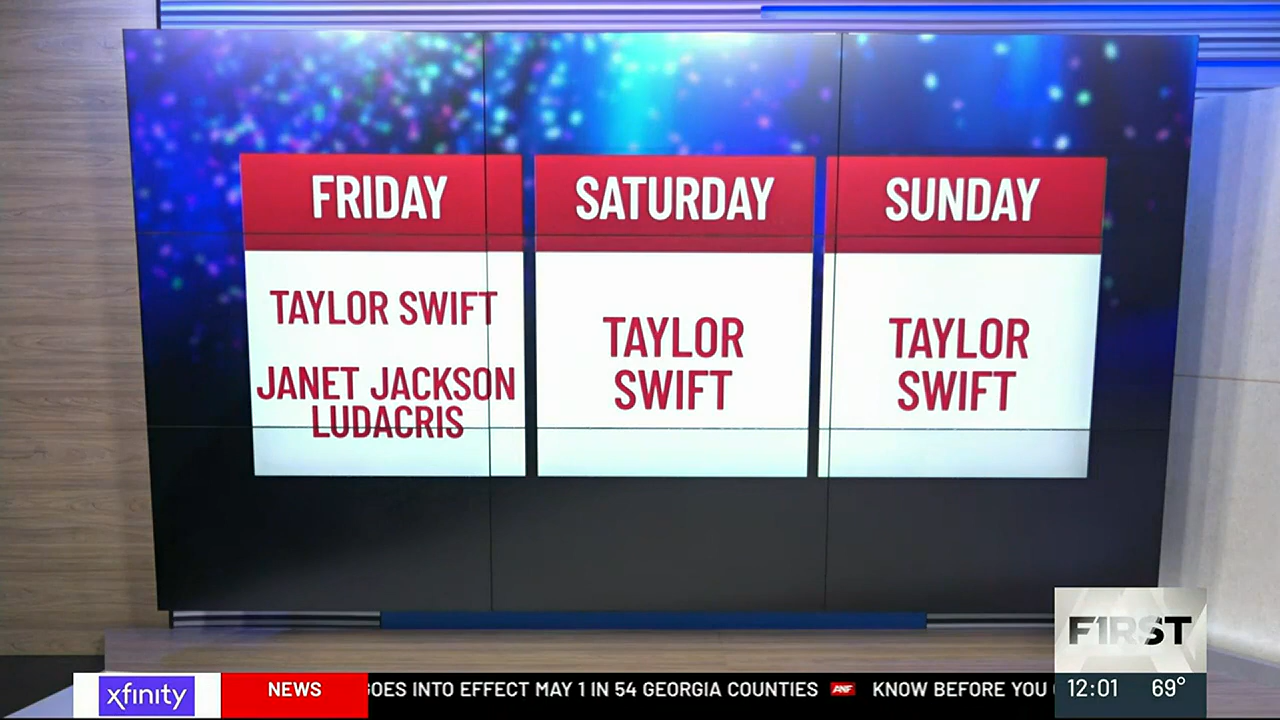 FRIDAY
TAYLOR SWIFT
JANET JACKSON
LUDACRIS
SATURDAY
TAYLOR
SWIFT
SUNDAY
TAYLOR
SWIFT
F1RST
xfinity
NEWS
GOES INTO EFFECT MAY 1 IN 54 GEORGIA COUNTIES ANF KNOW BEFORE YOU
12:01 69°